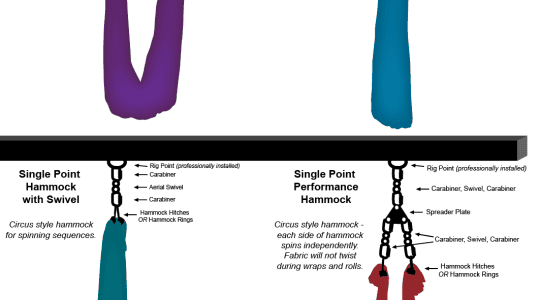 Single Point
Hammock
with Swivel
Circus style hammock
for spinning sequences.
Rig Point (professionally installed)
Carabiner
Aerial Swivel
Carabiner
Hammock Hitches
OR Hammock Rings
Single Point
Performance
Hammock
Circus style hammock -
each side of hammock
spins independently.
Fabric will not twist
during wraps and rolls.
Rig Point (professionally installed)
Carabiner, Swivel, Carabiner
Spreader Plate
Carabiner, Swivel, Carabiner
Hammock Hitches
OR Hammock Rings